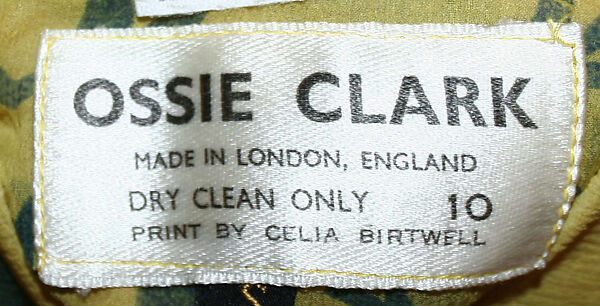 OSSIE CLARK
MADE IN LONDON, ENGLAND
DRY CLEAN ONLY 10
PRINT BY CELIA BIRTWELL